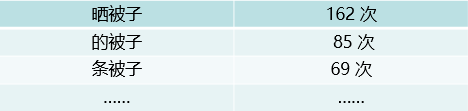 晒被子 162 次
的被子 85 次
条被子 69 次
…… ……